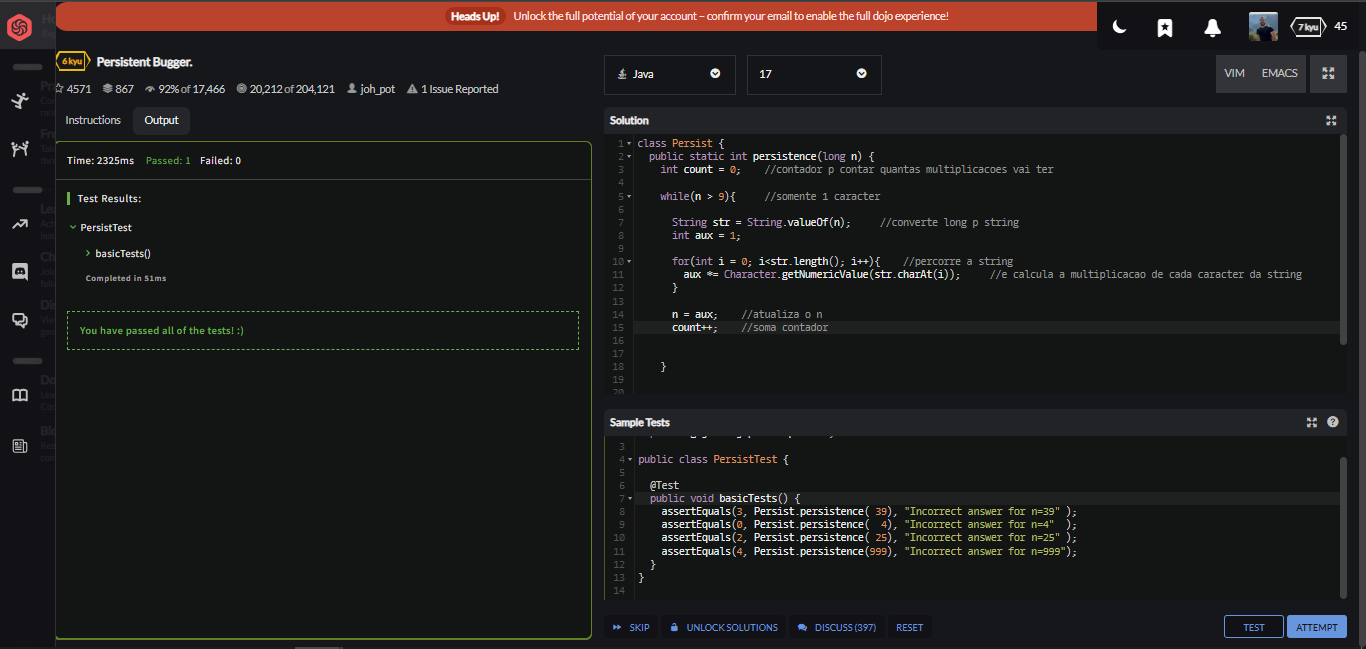 Heads Up! Unlock the full potential of your account – confirm your email to enable the full dojo experience!
7 kyu 45
6 kyu Persistent Bugger.
4571 867 92% of 17,466 20,212 of 204,121 joh_pot 1 Issue Reported
Instructions Output
Time: 2325ms Passed: 1 Failed: 0
Test Results:
PersistTest
basicTests()
Completed in 51ms
You have passed all of the tests! :)
Java 17 VIM EMACS
Solution
1 class Persist {
2 public static int persistence(long n) {
3 int count = 0; //contador p contar quantas multiplicacoes vai ter
4
5 while(n > 9){ //somente 1 caracter
6
7 String str = String.valueOf(n); //converte long p string
8 int aux = 1;
9
10 for(int i = 0; i<str.length(); i++){ //percorre a string
11 aux *= Character.getNumericValue(str.charAt(i)); //e calcula a multiplicacao de cada caracter da string
12 }
13
14 n = aux; //atualiza o n
15 count++; //soma contador
16
17
18 }
19
20
Sample Tests
3
4 public class PersistTest {
5
6 @Test
7 public void basicTests() {
8 assertEquals(3, Persist.persistence( 39), "Incorrect answer for n=39" );
9 assertEquals(0, Persist.persistence(  4), "Incorrect answer for n=4"  );
10 assertEquals(2, Persist.persistence( 25), "Incorrect answer for n=25" );
11 assertEquals(4, Persist.persistence(999), "Incorrect answer for n=999");
12 }
13 }
14
SKIP UNLOCK SOLUTIONS DISCUSS (397) RESET TEST ATTEMPT